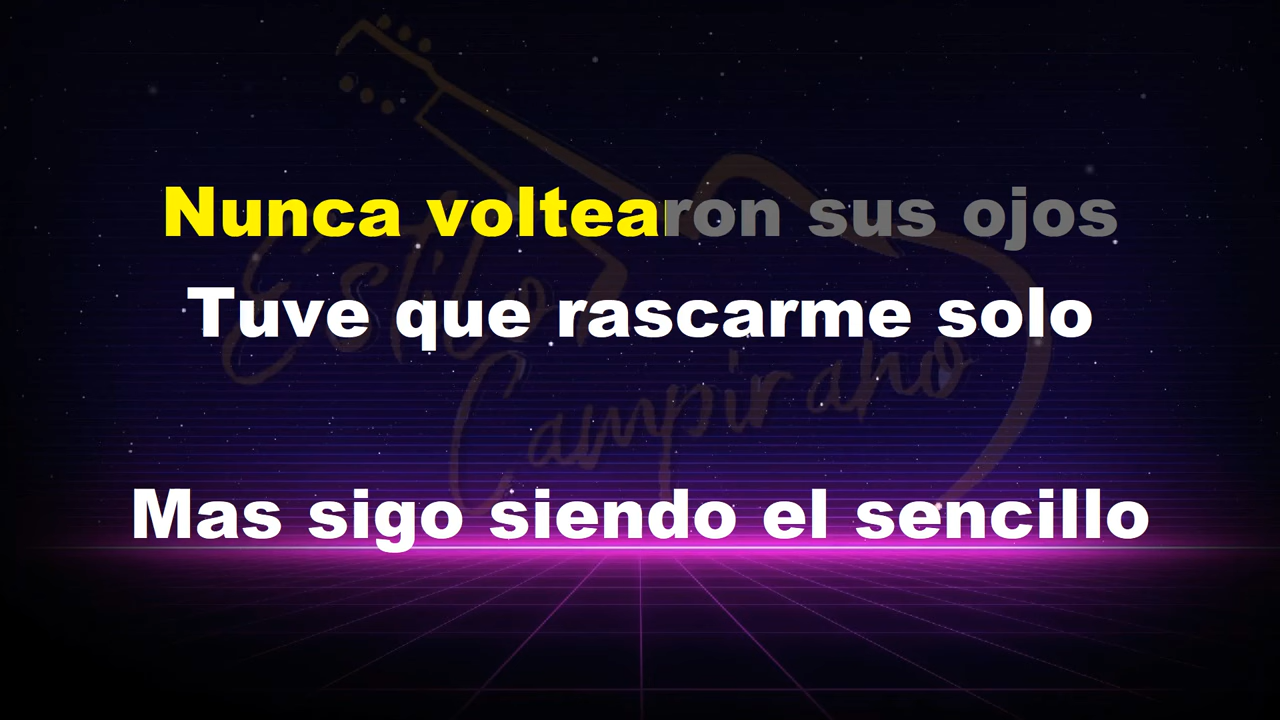 Nunca voltearon sus ojos
Tuve que rascarme solo
Mas sigo siendo el sencillo
Estilo
Campirano